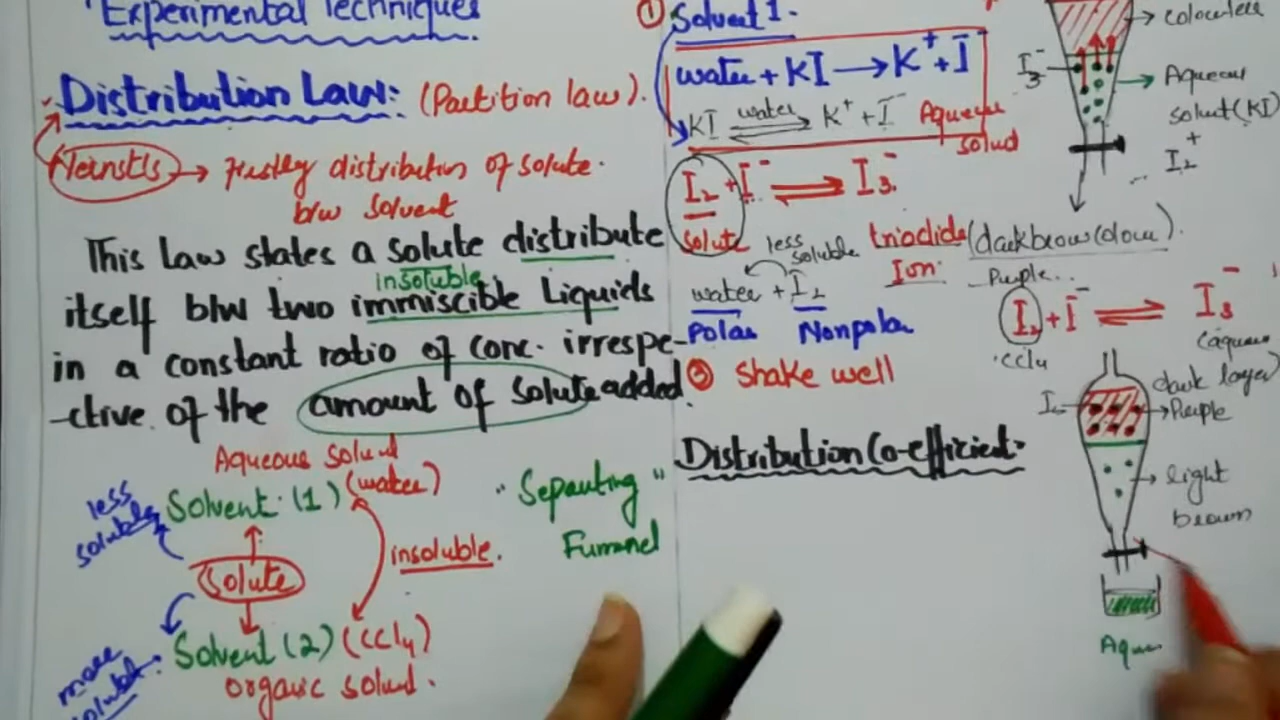 Experimental Techniques
Distribution Law: (Partition law).
Nernst's → firstly distribution of solute.
b/w solvent
This law states a solute distribute
insoluble
itself b/w two immiscible Liquids
in a constant ratio of conc. irrespe-
-ctive of the amount of solute added.
Aqueous solvent
Solvent (1) (water)
less
soluble
solute
insoluble.
"Separating"
Funnel
Solvent (2) (CCl4)
more
soluble
organic solvent.
① Solvent 1.
water + KI → K+ + I-
KI ⇌ K+ + I-
water
Aqueous
solvent
I2 + I- ⇌ I3-
solute
triodide (dark brow colour).
Ion
less
soluble
water + I2
Polar Nonpolar
② Shake well
Distribution Co-efficient:
colourless
I3-
Aqueous
solvent (KI)
+
I2
Purple..
I2 + I- ⇌ I3-
CCl4
(aqueous
dark layer)
Purple
light
brown
Aque